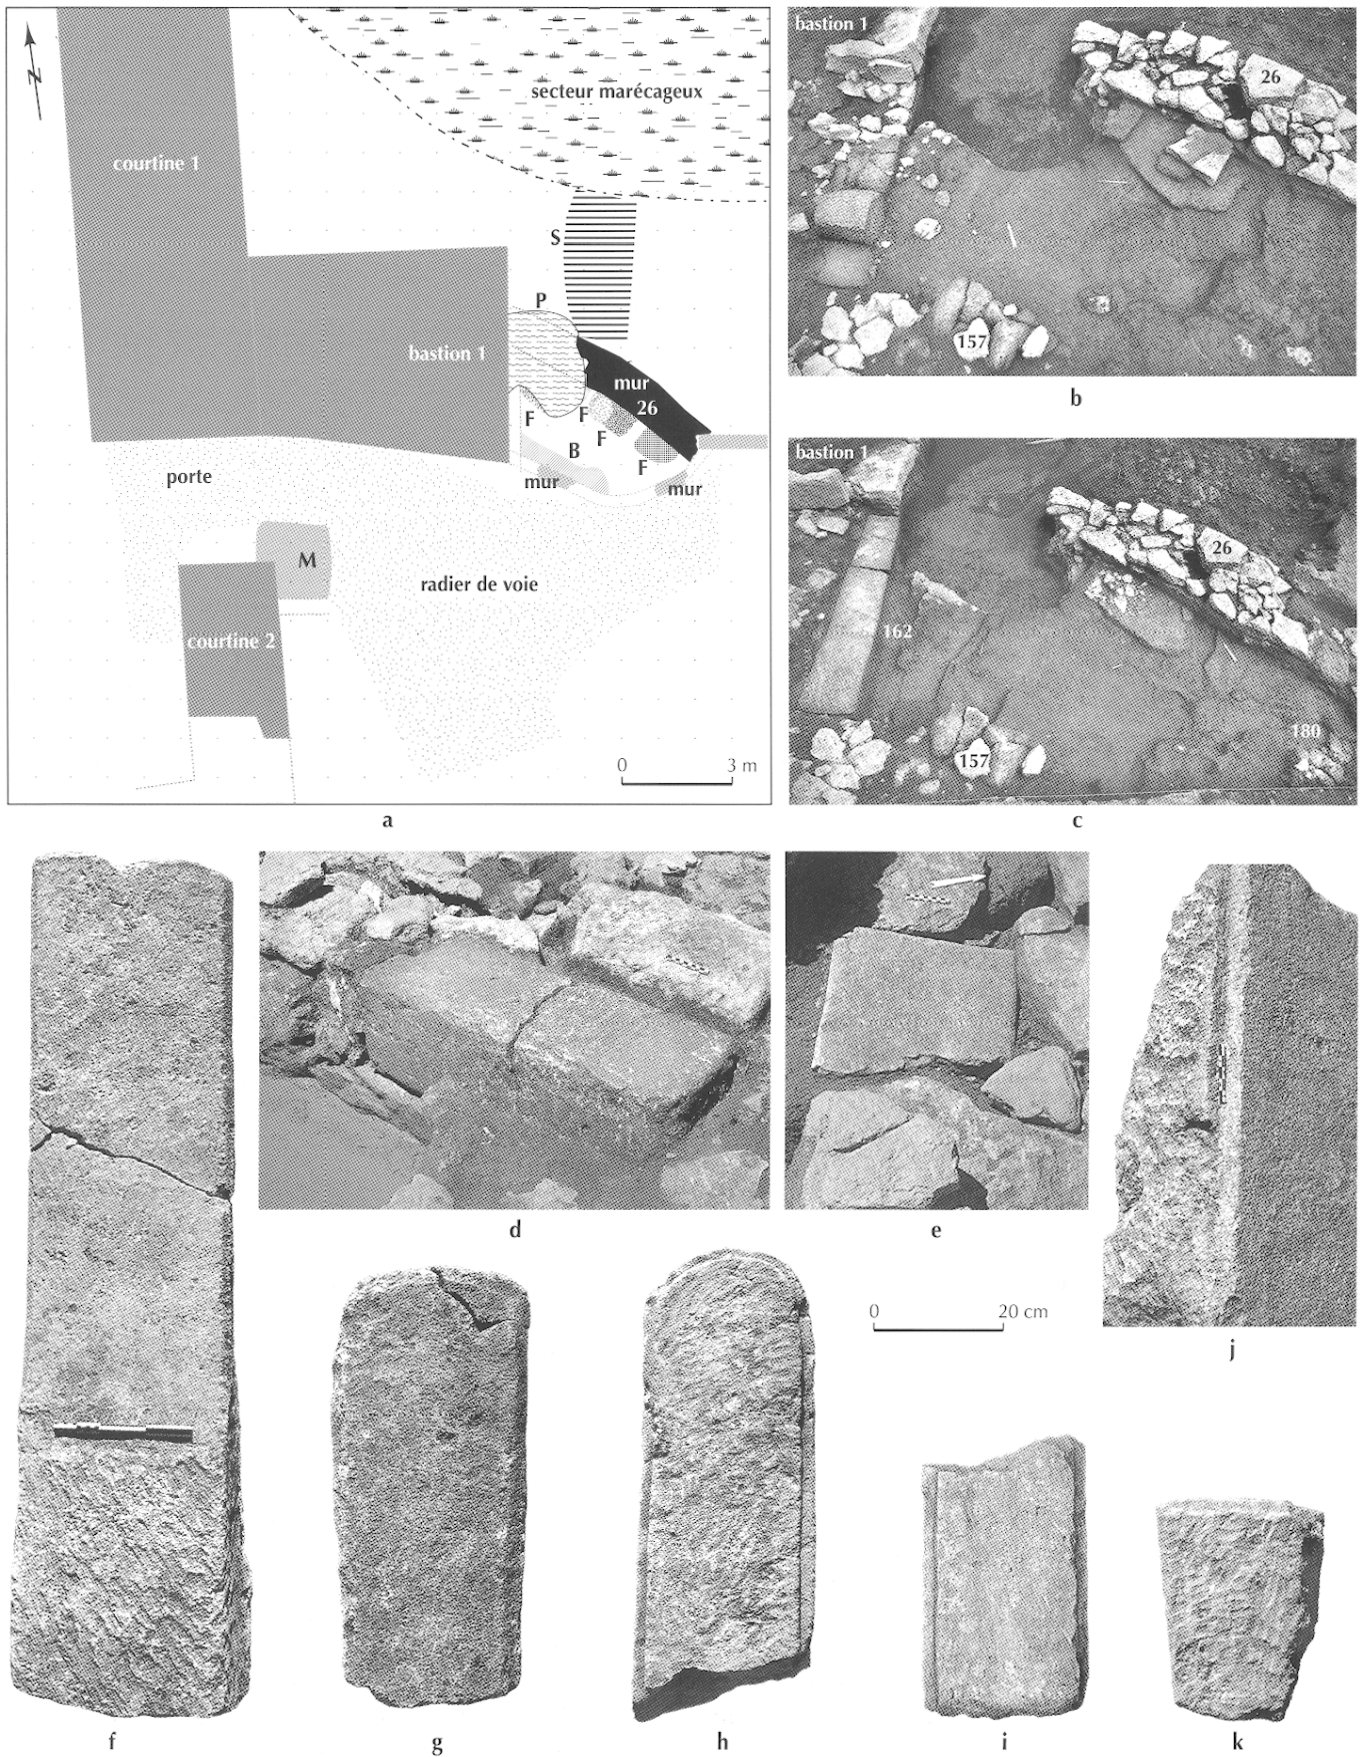 N
secteur marécageux
courtine 1
S
P
bastion 1
mur
26
F
F
F
B
F
mur
mur
porte
M
radier de voie
courtine 2
0 3 m
a
bastion 1
26
157
b
bastion 1
26
162
180
157
c
d
e
0 20 cm
j
f
g
h
i
k